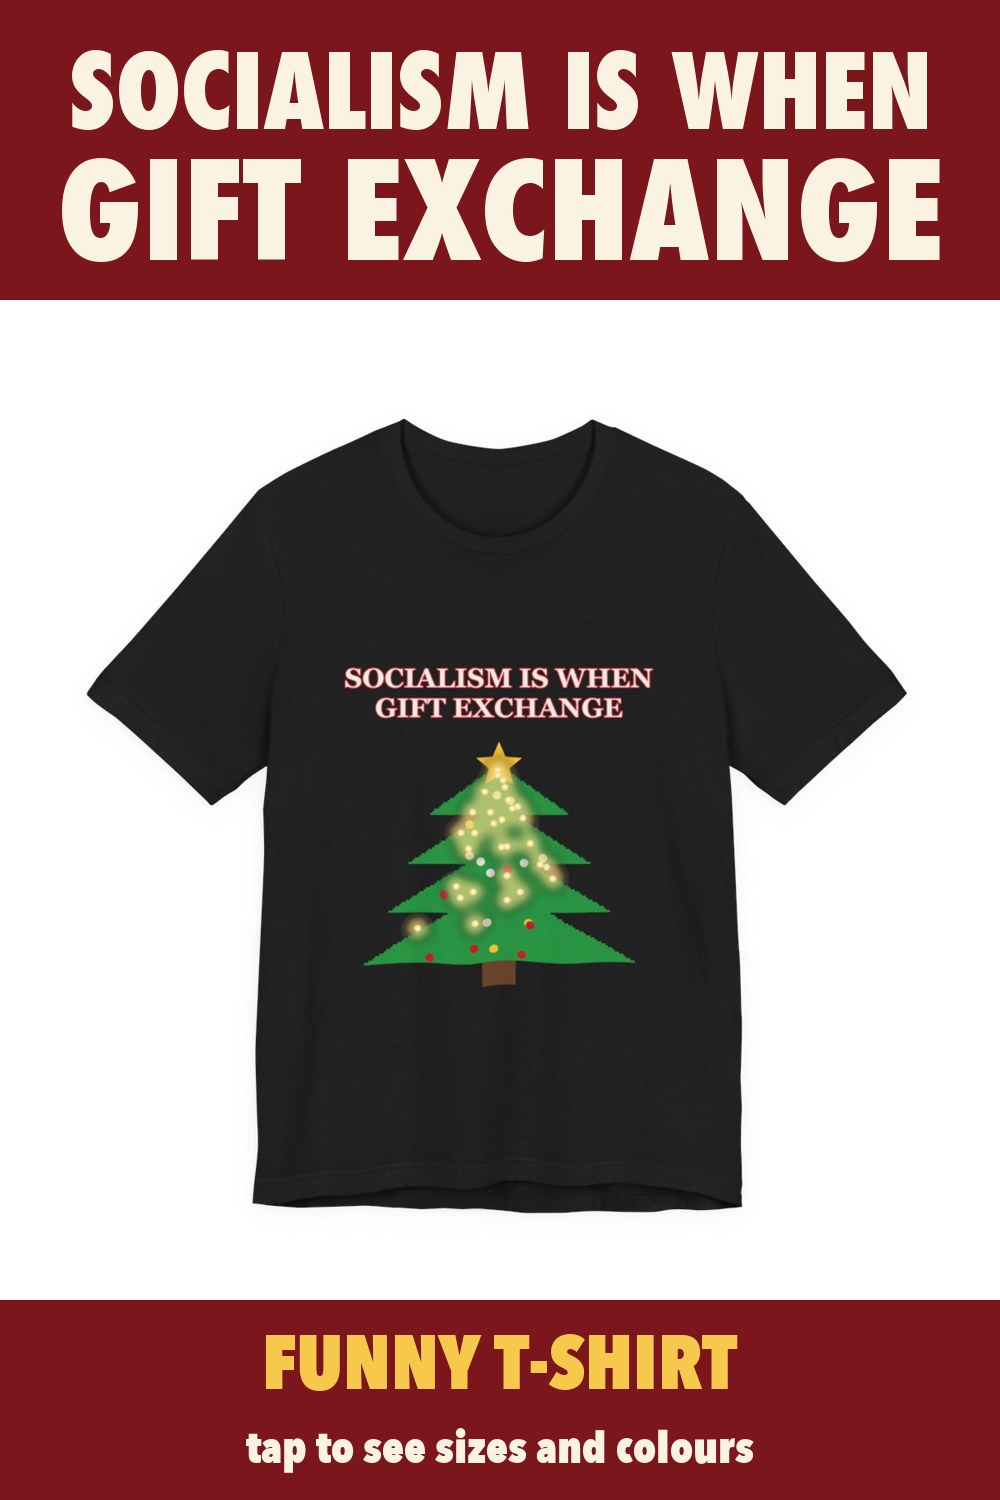 SOCIALISM IS WHEN
GIFT EXCHANGE
SOCIALISM IS WHEN
GIFT EXCHANGE
FUNNY T-SHIRT
tap to see sizes and colours